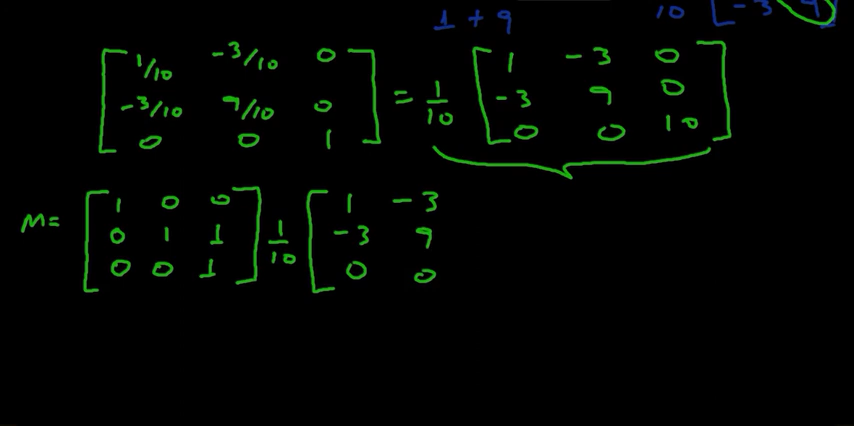 1 + 9 10 [ -3 9 ]
[ 1/10 -3/10 0 ] [ 1 -3 0 ]
[ -3/10 9/10 0 ] = 1/10 [ -3 9 0 ]
[ 0 0 1 ] [ 0 0 10 ]
[ 1 0 0 ] [ 1 -3
M= [ 0 1 1 ] 1/10 [ -3 9
[ 0 0 1 ] [ 0 0